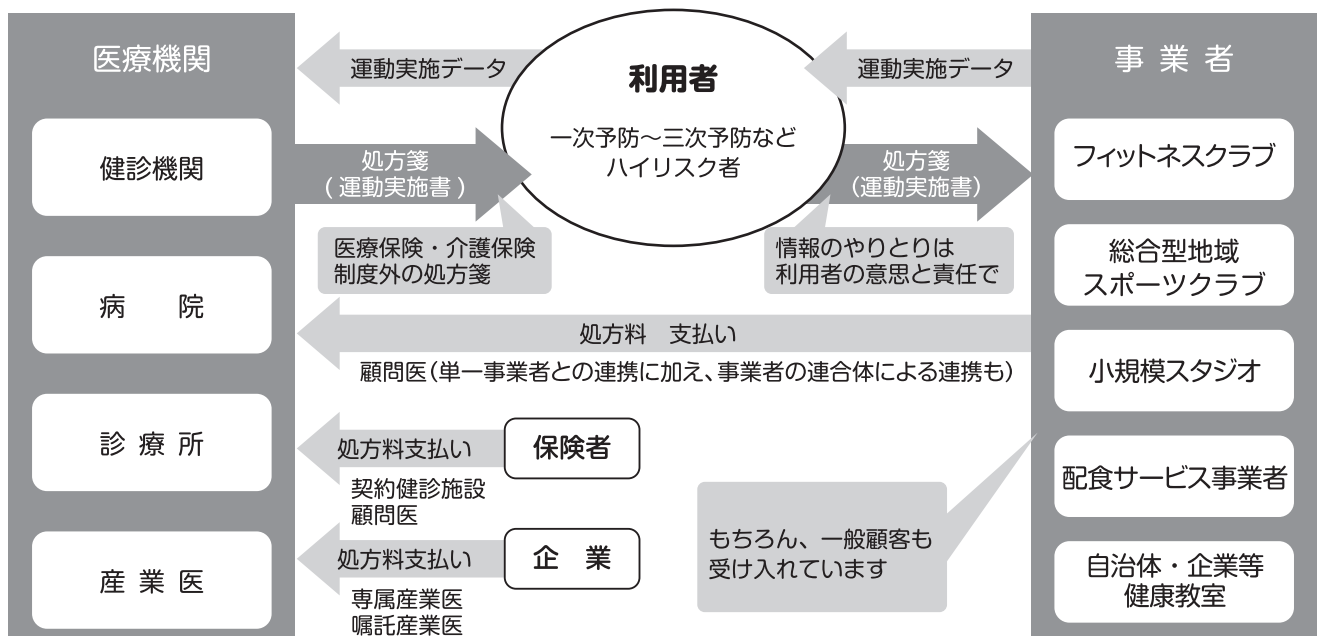 医療機関
健診機関
病　院
診療所
産業医
運動実施データ
処方箋
(運動実施書)
医療保険・介護保険
制度外の処方箋
利用者
一次予防～三次予防など
ハイリスク者
運動実施データ
処方箋
(運動実施書)
情報のやりとりは
利用者の意思と責任で
処方料　支払い
顧問医(単一事業者との連携に加え、事業者の連合体による連携も)
処方料支払い
保険者
契約健診施設
顧問医
処方料支払い
企　業
専属産業医
嘱託産業医
もちろん、一般顧客も
受け入れています
事業者
フィットネスクラブ
総合型地域
スポーツクラブ
小規模スタジオ
配食サービス事業者
自治体・企業等
健康教室